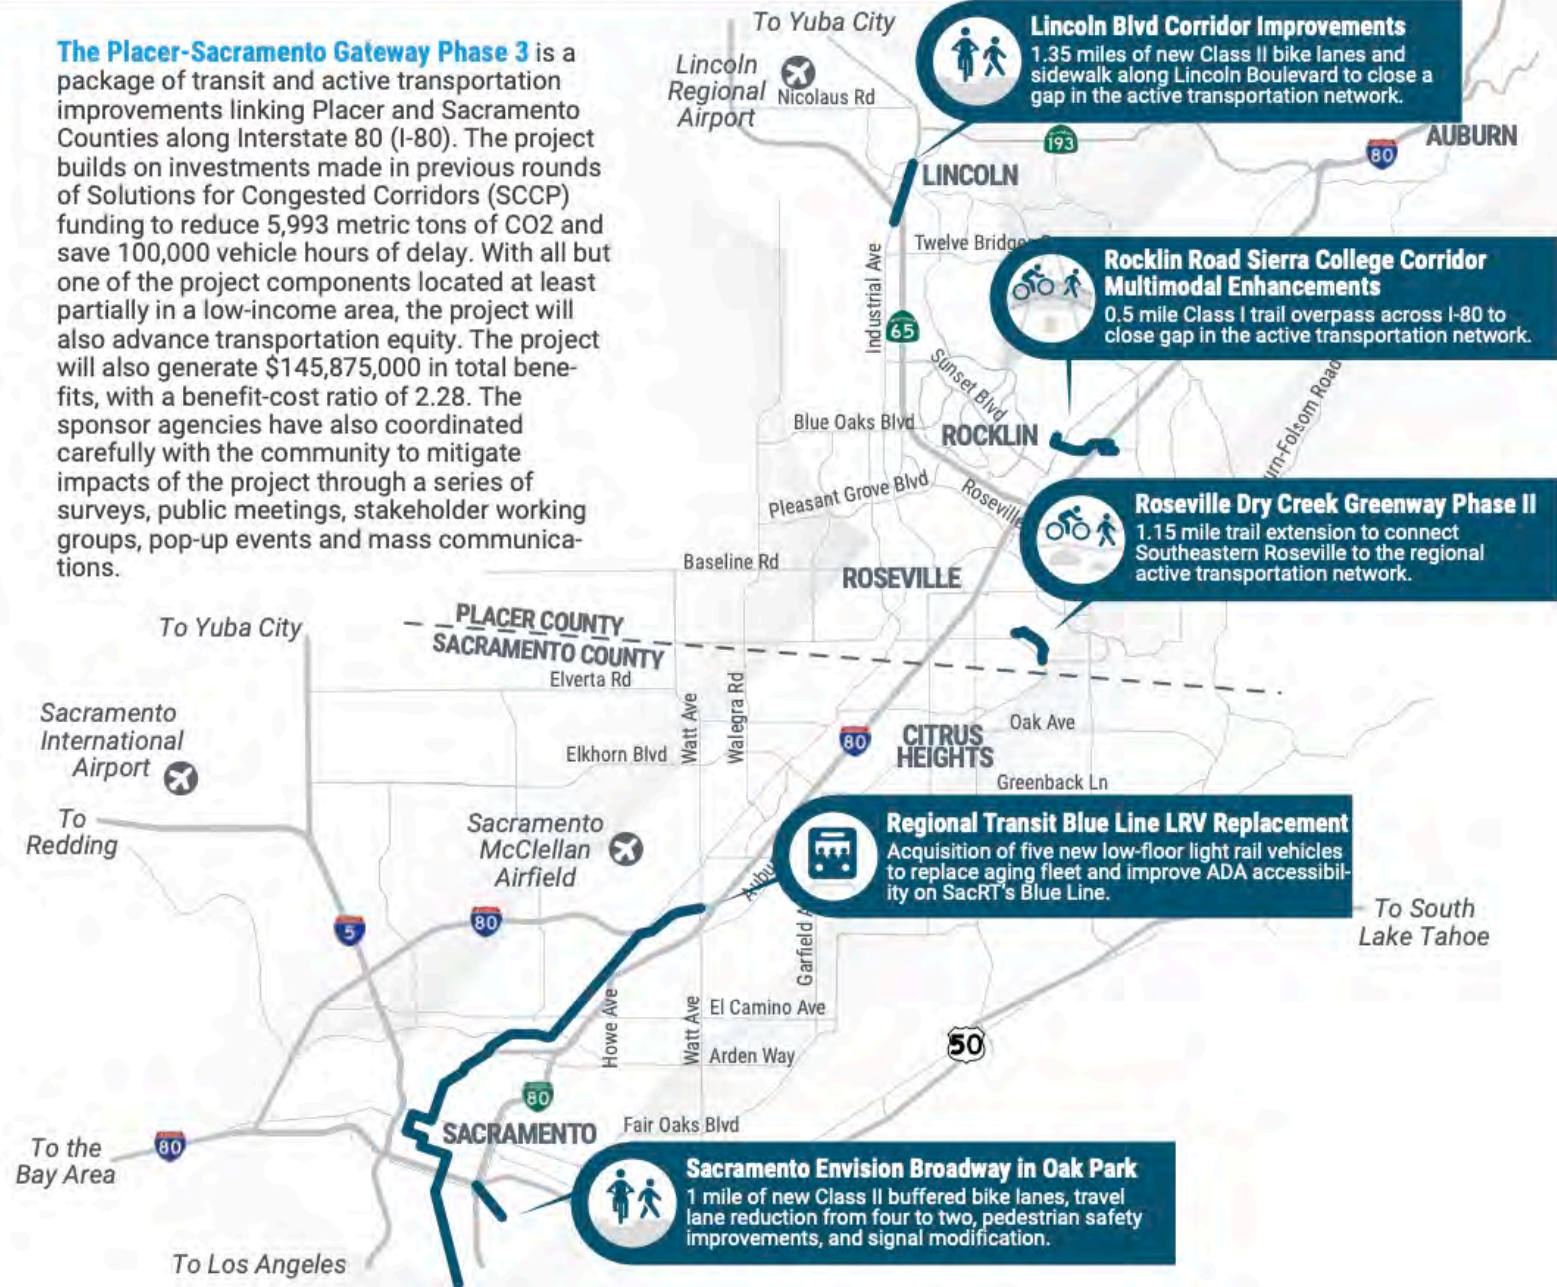 The Placer-Sacramento Gateway Phase 3 is a
package of transit and active transportation
improvements linking Placer and Sacramento
Counties along Interstate 80 (I-80). The project
builds on investments made in previous rounds
of Solutions for Congested Corridors (SCCP)
funding to reduce 5,993 metric tons of CO2 and
save 100,000 vehicle hours of delay. With all but
one of the project components located at least
partially in a low-income area, the project will
also advance transportation equity. The project
will also generate $145,875,000 in total bene-
fits, with a benefit-cost ratio of 2.28. The
sponsor agencies have also coordinated
carefully with the community to mitigate
impacts of the project through a series of
surveys, public meetings, stakeholder working
groups, pop-up events and mass communica-
tions.
To Yuba City
Lincoln
Regional
Airport
Nicolaus Rd
Lincoln Blvd Corridor Improvements
1.35 miles of new Class II bike lanes and
sidewalk along Lincoln Boulevard to close a
gap in the active transportation network.
193
80
AUBURN
LINCOLN
Twelve Bridges
Industrial Ave
65
Rocklin Road Sierra College Corridor
Multimodal Enhancements
0.5 mile Class I trail overpass across I-80 to
close gap in the active transportation network.
Sunset Blvd
urn-Folsom Road
Blue Oaks Blvd
ROCKLIN
Pleasant Grove Blvd
Roseville
Roseville Dry Creek Greenway Phase II
1.15 mile trail extension to connect
Southeastern Roseville to the regional
active transportation network.
Baseline Rd
ROSEVILLE
PLACER COUNTY
SACRAMENTO COUNTY
To Yuba City
Elverta Rd
Watt Ave
Walegra Rd
Sacramento
International
Airport
Elkhorn Blvd
80
CITRUS
HEIGHTS
Oak Ave
Greenback Ln
To
Redding
Sacramento
McClellan
Airfield
Regional Transit Blue Line LRV Replacement
Acquisition of five new low-floor light rail vehicles
to replace aging fleet and improve ADA accessibil-
ity on SacRT's Blue Line.
Aubu
Garfield A
5
80
To South
Lake Tahoe
Howe Ave
Watt Ave
El Camino Ave
Arden Way
50
80
SACRAMENTO
Fair Oaks Blvd
To the
Bay Area
80
Sacramento Envision Broadway in Oak Park
1 mile of new Class II buffered bike lanes, travel
lane reduction from four to two, pedestrian safety
improvements, and signal modification.
To Los Angeles